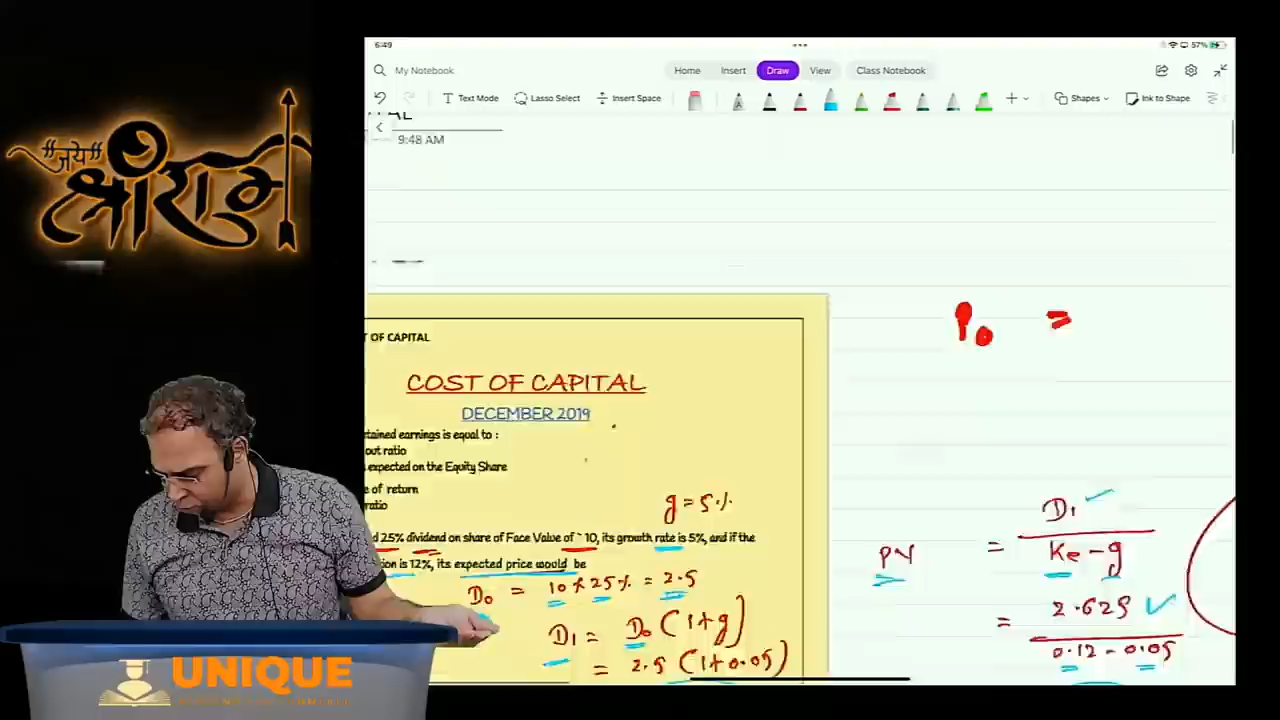 6:49
57%
My Notebook
Home
Insert
Draw
View
Class Notebook
Text Mode
Lasso Select
Insert Space
Shapes
Ink to Shape
9:48 AM
॥जय॥
श्रीराम
P0 =
T OF CAPITAL
COST OF CAPITAL
DECEMBER 2019
tained earnings is equal to :
out ratio
expected on the Equity Share
e of return
ratio
g = 5%
d 25% dividend on share of Face Value of ` 10, its growth rate is 5%, and if the
ion is 12%, its expected price would be
D0 = 10 × 25% = 2.5
D1 = D0 (1+g)
= 2.5 (1+0.05)
PV = D1 / Ke - g
= 2.625 / 0.12 - 0.05
UNIQUE